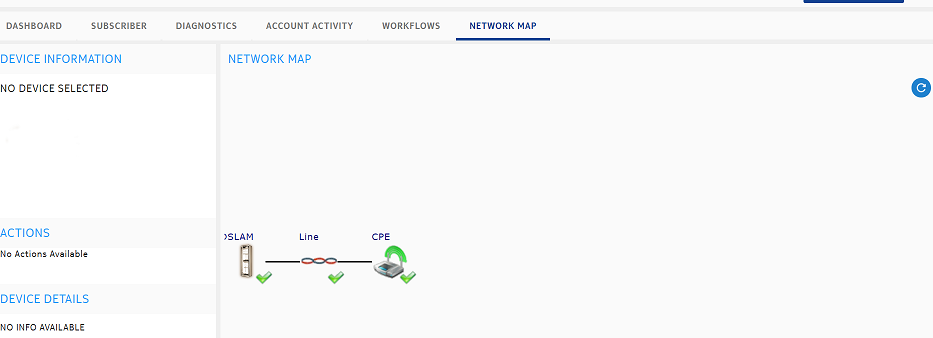 DASHBOARD SUBSCRIBER DIAGNOSTICS ACCOUNT ACTIVITY WORKFLOWS NETWORK MAP
DEVICE INFORMATION
NO DEVICE SELECTED
ACTIONS
No Actions Available
DEVICE DETAILS
NO INFO AVAILABLE
NETWORK MAP
DSLAM Line CPE